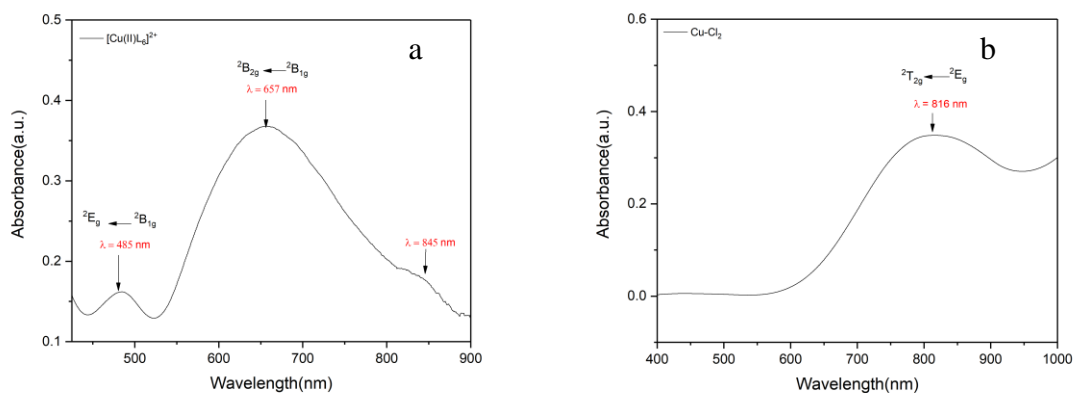 a
[Cu(II)L₆]²⁺
²B₂g ← ²B₁g
λ = 657 nm
²E_g ← ²B₁g
λ = 485 nm
λ = 845 nm
0.5
0.4
0.3
0.2
0.1
500 600 700 800 900
Absorbance(a.u.)
Wavelength(nm)
b
Cu-Cl₂
²T₂g ← ²E_g
λ = 816 nm
0.6
0.4
0.2
0.0
400 500 600 700 800 900 1000
Absorbance(a.u.)
Wavelength(nm)